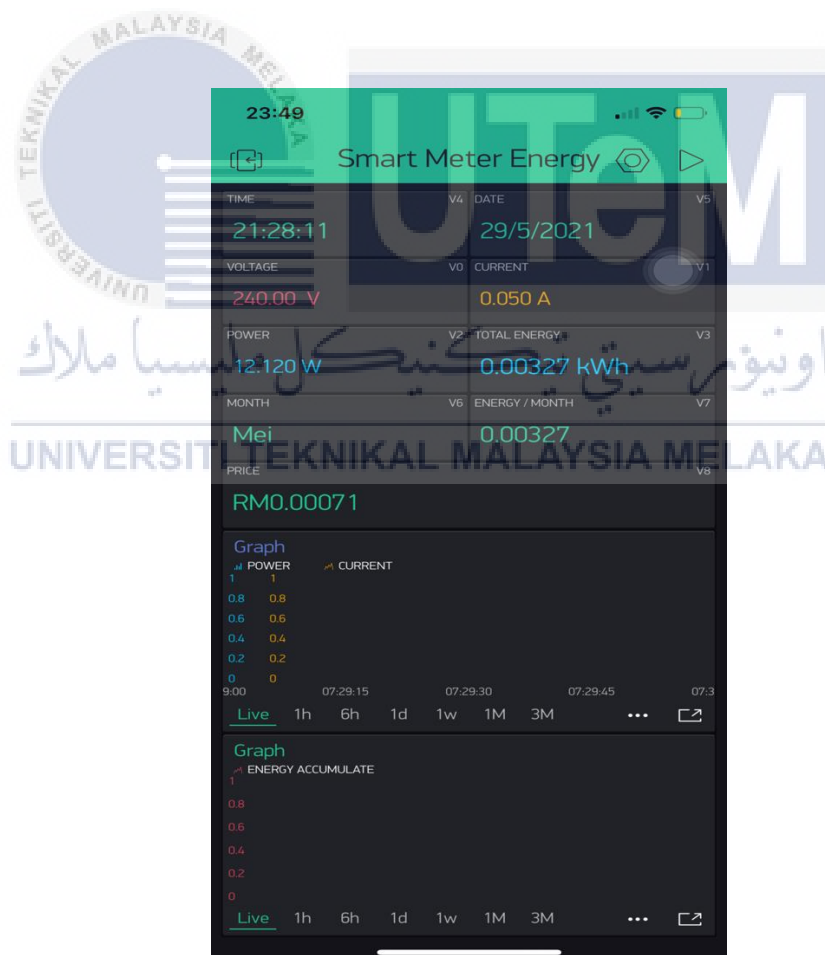 UNIVERSITI TEKNIKAL MALAYSIA MELAKA
UTeM
اونيورسيتي تيكنيكل مليسيا ملاك
UNIVERSITI TEKNIKAL MALAYSIA MELAKA
23:49
Smart Meter Energy
TIME V4 DATE V5
21:28:11 29/5/2021
VOLTAGE V0 CURRENT V1
240.00 V 0.050 A
POWER V2 TOTAL ENERGY V3
12.120 W 0.00327 kWh
MONTH V6 ENERGY / MONTH V7
Mei 0.00327
PRICE V8
RM0.00071
Graph
POWER CURRENT
1 1
0.8 0.8
0.6 0.6
0.4 0.4
0.2 0.2
0 0
9:00 07:29:15 07:29:30 07:29:45 07:3
Live 1h 6h 1d 1w 1M 3M ...
Graph
ENERGY ACCUMULATE
1
0.8
0.6
0.4
0.2
0
Live 1h 6h 1d 1w 1M 3M ...